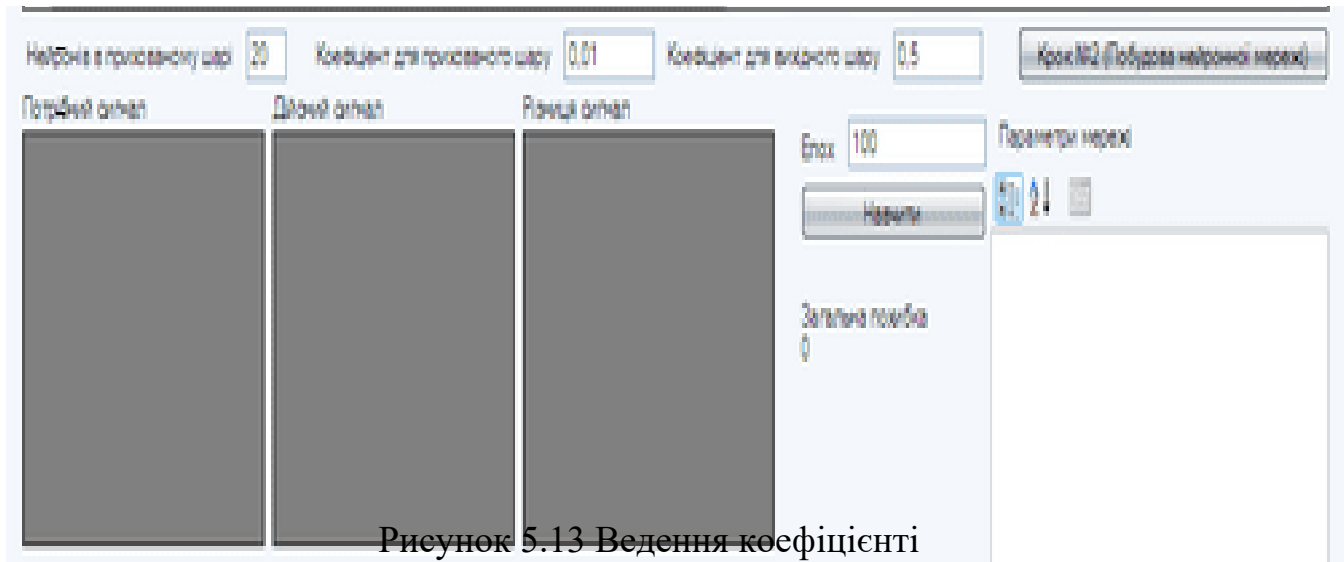 Нейронів в прихованому шарі 20 Коефіцієнт для прихованого шару 0,01 Коефіцієнт для вихідного шару 0,5 Крок №2 (Побудова нейронної мережі)
Потрібний сигнал Дійсний сигнал Різниця сигнал
Епох 100 Параметри мережі
Навчити
Загальна помибка
0
Рисунок 5.13 Ведення коефіцієнті